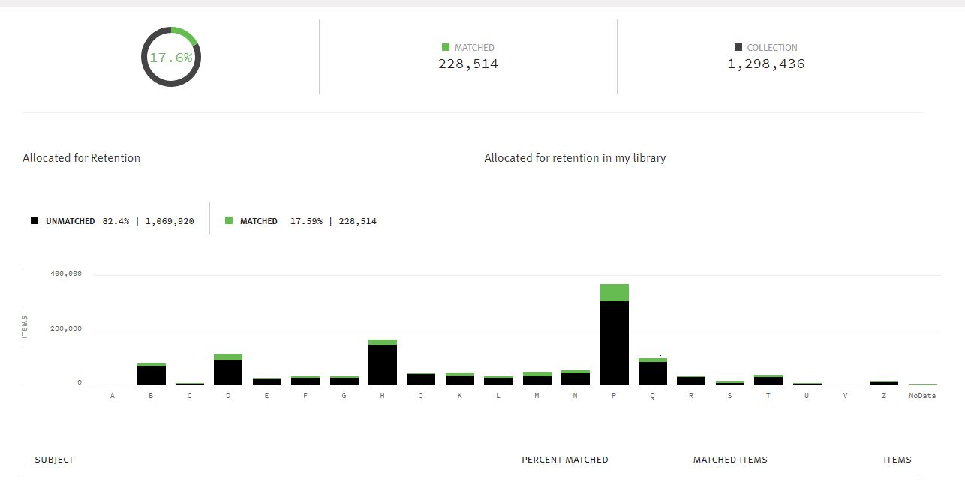 17.6%
MATCHED
228,514
COLLECTION
1,298,436
Allocated for Retention
Allocated for retention in my library
UNMATCHED 82.4% | 1,069,920
MATCHED 17.59% | 228,514
400,000
200,000
0
ITEMS
A B C D E F G H J K L M N P Q R S T U V Z NoData
SUBJECT PERCENT MATCHED MATCHED ITEMS ITEMS